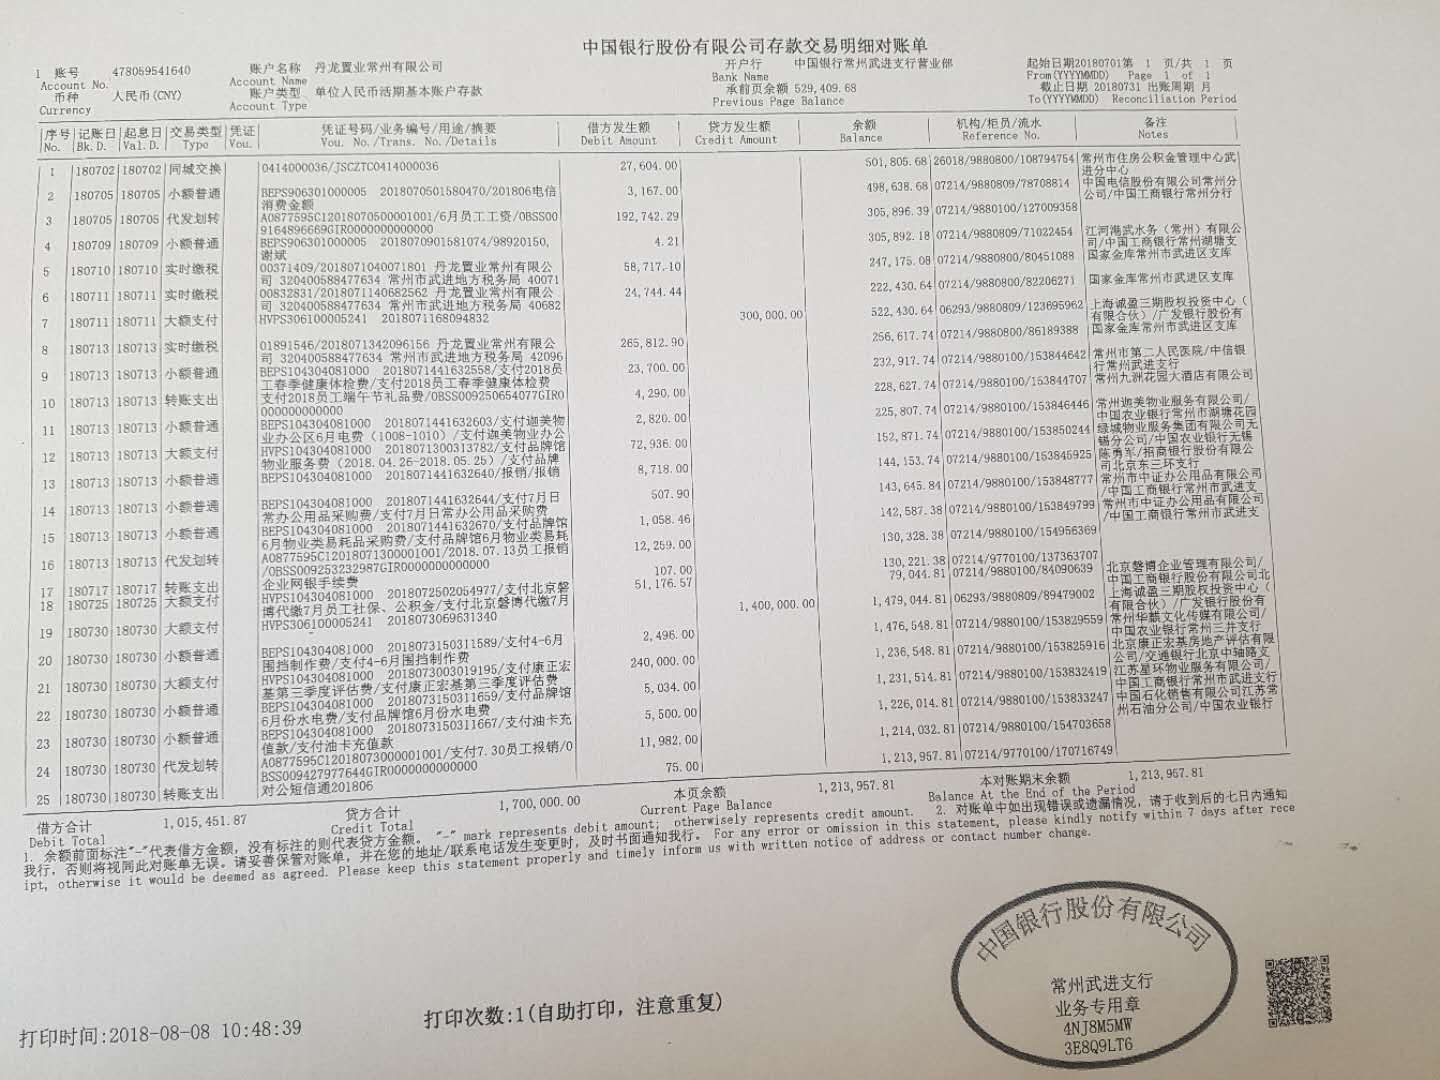 中国银行股份有限公司存款交易明细对账单
1 账号 478059541640 账户名称 丹龙置业常州有限公司 开户行 中国银行常州武进支行营业部 起始日期20180701第 1 页/共 1 页
Account No. Account Name Bank Name From(YYYYMMDD) Page 1 of 1
币种 人民币(CNY) 账户类型 单位人民币活期基本账户存款 承前页余额 529,409.68 截止日期 20180731 出账周期 月
Currency Account Type Previous Page Balance To(YYYYMMDD) Reconciliation Period
序号 记账日 起息日 交易类型 凭证 凭证号码/业务编号/用途/摘要 借方发生额 贷方发生额 余额 机构/柜员/流水 备注
No. Bk.D. Val.D. Type Vou. Vou. No./Trans. No./Details Debit Amount Credit Amount Balance Reference No. Notes
1 180702 180702 同城交换 0414000036/JSCZTC0414000036 27,604.00 501,805.68 26018/9880800/108794754 常州市住房公积金管理中心武
进分中心
2 180705 180705 小额普通 BEPS906301000005 2018070501580470/201806电信 3,167.00 498,638.68 07214/9880809/78708814 中国电信股份有限公司常州分
消费金额 公司/中国工商银行常州分行
3 180705 180705 代发划转 A0877595C12018070500001001/6月员工工资/OBSS00 192,742.29 305,896.39 07214/9880100/127009358
9164896669GIR0000000000000
4 180709 180709 小额普通 BEPS906301000005 2018070901581074/98920150, 4.21 305,892.18 07214/9880809/71022454 江河港武水务（常州）有限公
谢斌 司/中国工商银行常州湖塘支
5 180710 180710 实时缴税 00371409/2018071040071801 丹龙置业常州有限公 58,717.10 247,175.08 07214/9880800/80451088 国家金库常州市武进区支库
司 320400588477634 常州市武进地方税务局 40071
6 180711 180711 实时缴税 00832831/2018071140682562 丹龙置业常州有限公 24,744.44 222,430.64 07214/9880800/82206271 国家金库常州市武进区支库
司 320400588477634 常州市武进地方税务局 40682
7 180711 180711 大额支付 HVPS306100005241 2018071168094832 300,000.00 522,430.64 06293/9880809/123695962 上海诚盈三期股权投资中心（
有限合伙）/广发银行股份有
8 180713 180713 实时缴税 01891546/2018071342096156 丹龙置业常州有限公 265,812.90 256,617.74 07214/9880800/86189388 国家金库常州市武进区支库
司 320400588477634 常州市武进地方税务局 42096
9 180713 180713 小额普通 BEPS104304081000 2018071441632558/支付2018员 23,700.00 232,917.74 07214/9880100/153844642 常州市第二人民医院/中信银
工春季健康体检费/支付2018员工春季健康体检费 行常州武进支行
10 180713 180713 转账支出 支付2018员工端午节礼品费/OBSS009250654077GIR0 4,290.00 228,627.74 07214/9880100/153844707 常州九洲花园大酒店有限公司
000000000000
11 180713 180713 小额普通 BEPS104304081000 2018071441632603/支付迦美物 2,820.00 225,807.74 07214/9880100/153846446 常州迦美物业服务有限公司/
业办公区6月电费（1008-1010）/支付迦美物业办公 中国农业银行常州市湖塘花园
12 180713 180713 大额支付 HVPS104304081000 2018071300313782/支付品牌馆 72,936.00 152,871.74 07214/9880100/153850244 绿城物业服务集团有限公司无
物业服务费（2018.04.26-2018.05.25）/支付品牌 锡分公司/中国农业银行无锡
13 180713 180713 小额普通 BEPS104304081000 2018071441632640/报销/报销 8,718.00 144,153.74 07214/9880100/153845925 陈勇军/招商银行股份有限公
司北京东三环支行
14 180713 180713 小额普通 BEPS104304081000 2018071441632644/支付7月日 507.90 143,645.84 07214/9880100/153848777 常州市中证办公用品有限公司
常办公用品采购费/支付7月日常办公用品采购费 /中国工商银行常州市武进支
15 180713 180713 小额普通 BEPS104304081000 2018071441632670/支付品牌馆 1,058.46 142,587.38 07214/9880100/153849799 常州市中证办公用品有限公司
6月物业类易耗品采购费/支付品牌馆6月物业类易耗 /中国工商银行常州市武进支
16 180713 180713 代发划转 A0877595C12018071300001001/2018.07.13员工报销 12,259.00 130,328.38 07214/9880100/154956369
/OBSS009253232987GIR0000000000000
17 180717 180717 转账支出 企业网银手续费 107.00 130,221.38 07214/9770100/137363707
18 180725 180725 大额支付 HVPS104304081000 2018072502054977/支付北京磐 51,176.57 79,044.81 07214/9880100/84090639 北京磐博企业管理有限公司/
博代缴7月员工社保、公积金/支付北京磐博代缴7月 中国工商银行股份有限公司北
19 180730 180730 大额支付 HVPS306100005241 2018073069631340 1,400,000.00 1,479,044.81 06293/9880809/89479002 上海诚盈三期股权投资中心（
有限合伙）/广发银行股份有
20 180730 180730 小额普通 BEPS104304081000 2018073150311589/支付4-6月 2,496.00 1,476,548.81 07214/9880100/153829559 常州华麟文化传媒有限公司/
围挡制作费/支付4-6月围挡制作费 中国农业银行常州三井支行
21 180730 180730 大额支付 HVPS104304081000 2018073003019195/支付康正宏 240,000.00 1,236,548.81 07214/9880100/153825916 北京康正宏基房地产评估有限
基第三季度评估费/支付康正宏基第三季度评估费 公司/交通银行北京中轴路支
22 180730 180730 小额普通 BEPS104304081000 2018073150311659/支付品牌馆 5,034.00 1,231,514.81 07214/9880100/153832419 江苏星环物业服务有限公司/
6月份水电费/支付品牌馆6月份水电费 中国工商银行常州市武进支行
23 180730 180730 小额普通 BEPS104304081000 2018073150311667/支付油卡充 5,500.00 1,226,014.81 07214/9880100/153833247 中国石化销售有限公司江苏常
值款/支付油卡充值款 州石油分公司/中国农业银行
24 180730 180730 代发划转 A0877595C12018073000001001/支付7.30员工报销/O 11,982.00 1,214,032.81 07214/9880100/154703658
BSS009427977644GIR0000000000000
25 180730 180730 转账支出 对公短信通201806 75.00 1,213,957.81 07214/9770100/170716749
借方合计 1,015,451.87 贷方合计 1,700,000.00 本页余额 1,213,957.81 本对账期末余额 1,213,957.81
Debit Total Credit Total Current Page Balance Balance At the End of the Period
1. 余额前面标注"-"代表借方金额，没有标注的则代表贷方金额。 "-" mark represents debit amount; otherwisely represents credit amount. 2. 对账单中如出现错误或遗漏情况，请于收到后的七日内通知
我行，否则将视同此对账单无误。请妥善保管对账单，并在您的地址/联系电话发生变更时，及时书面通知我行。 For any error or omission in this statement, please kindly notify within 7 days after rece
ipt, otherwise it would be deemed as agreed. Please keep this statement properly and timely inform us with written notice of address or contact number change.
中国银行股份有限公司
常州武进支行
业务专用章
4NJ8M5MW
3E8Q9LT6
打印时间:2018-08-08 10:48:39 打印次数:1(自助打印，注意重复)